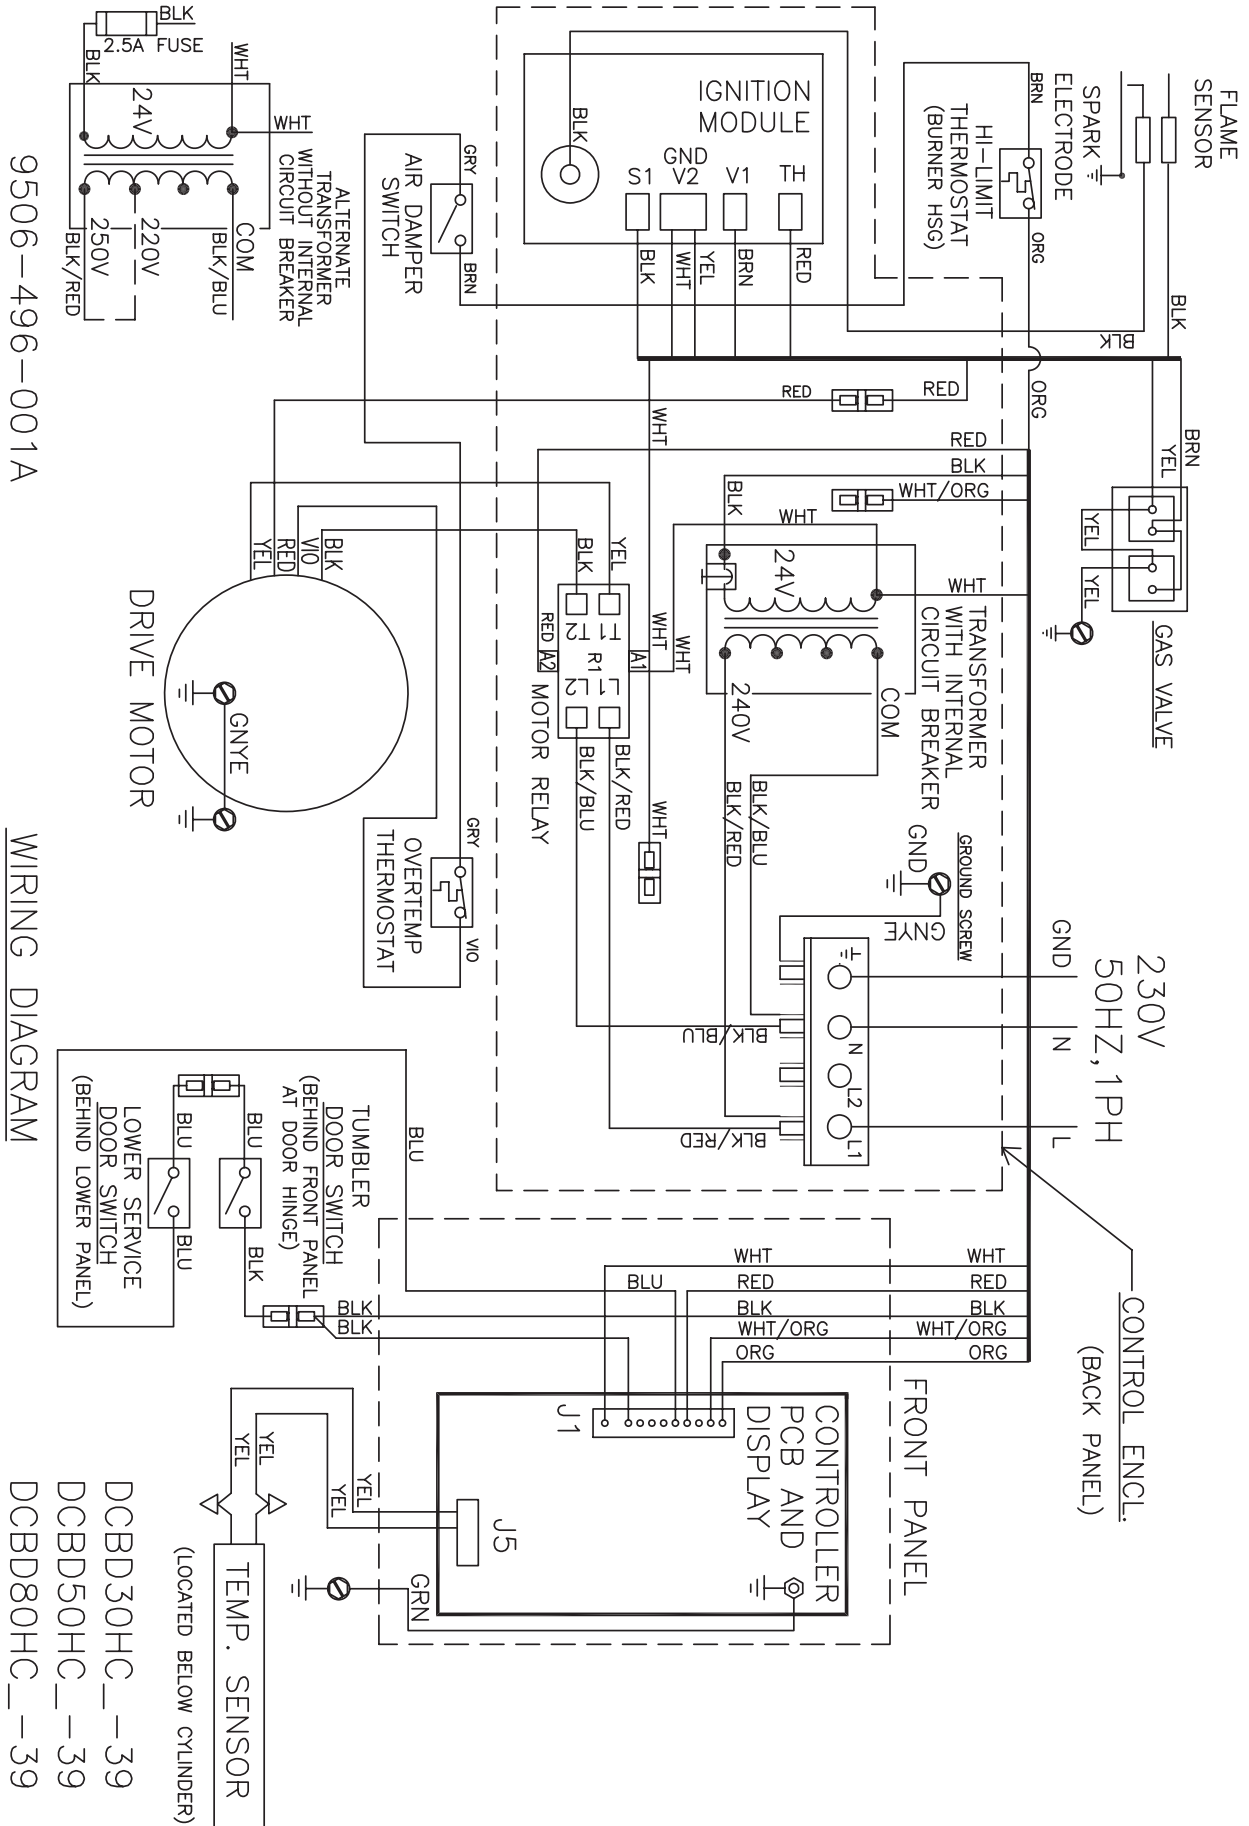 FLAME
SENSOR
SPARK
ELECTRODE
BRN
HI-LIMIT
THERMOSTAT
(BURNER HSG)
ORG
BLK
BLK
ORG
BRN
YEL
YEL
YEL
GAS VALVE
IGNITION
MODULE
BLK
S1
GND
V2
V1
TH
BLK
WHT
YEL
BRN
RED
GRY
AIR DAMPER
SWITCH
BRN
BLK
2.5A FUSE
BLK
WHT
WHT
24V
COM
220V
250V
BLK/BLU
BLK/RED
ALTERNATE
TRANSFORMER
WITHOUT INTERNAL
CIRCUIT BREAKER
RED
RED
WHT
RED
BLK
WHT/ORG
BLK
WHT
WHT
24V
TRANSFORMER
WITH INTERNAL
CIRCUIT BREAKER
COM
240V
BLK/BLU
BLK/RED
YEL
BLK
T1
T2
R1
L1
L2
A1
A2
RED
WHT
WHT
MOTOR RELAY
BLK/RED
BLK/BLU
WHT
BLK
VIO
RED
YEL
DRIVE MOTOR
GNYE
GRY
OVERTEMP
THERMOSTAT
VIO
GROUND SCREW
GND
GNYE
230V
50HZ,1PH
GND
N
L
N
L2
L1
BLK/BLU
BLK/RED
CONTROL ENCL.
(BACK PANEL)
BLU
TUMBLER
DOOR SWITCH
(BEHIND FRONT PANEL
AT DOOR HINGE)
LOWER SERVICE
DOOR SWITCH
(BEHIND LOWER PANEL)
BLU
BLU
BLK
BLU
BLK
BLK
WHT
WHT
BLU
RED
RED
BLK
BLK
WHT/ORG
WHT/ORG
ORG
ORG
FRONT PANEL
CONTROLLER
PCB AND
DISPLAY
J1
J5
GRN
YEL
YEL
YEL
YEL
TEMP. SENSOR
(LOCATED BELOW CYLINDER)
9506-496-001A
WIRING DIAGRAM
DCBD30HC_-39
DCBD50HC_-39
DCBD80HC_-39